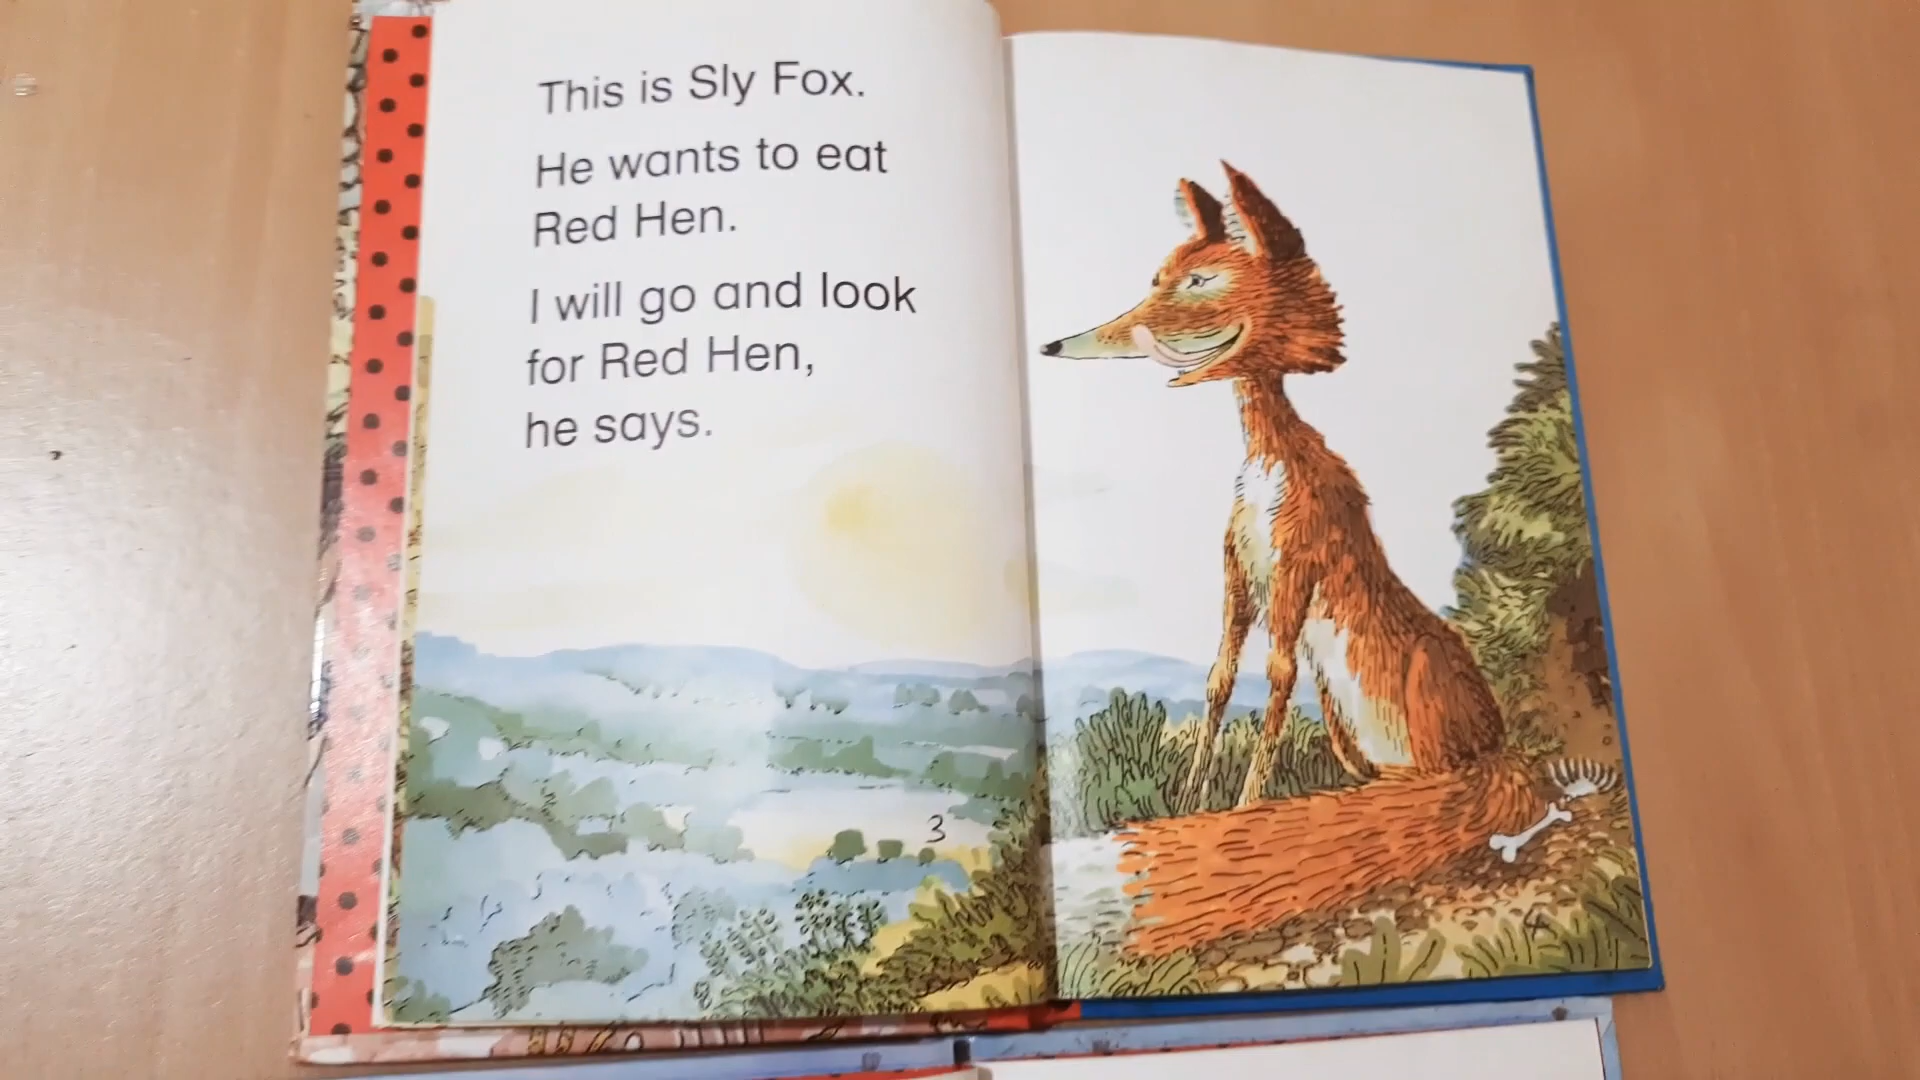 This is Sly Fox.
He wants to eat
Red Hen.
I will go and look
for Red Hen,
he says.
3